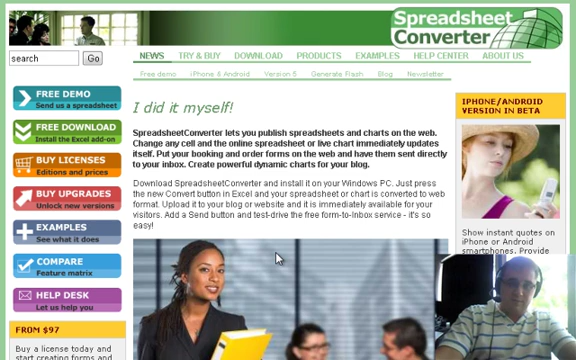 Spreadsheet
Converter
search
Go
NEWS TRY & BUY DOWNLOAD PRODUCTS EXAMPLES HELP CENTER ABOUT US
Free demo iPhone & Android Version 5 Generate Flash Blog Newsletter
FREE DEMO
Send us a spreadsheet
FREE DOWNLOAD
Install the Excel add-on
BUY LICENSES
Editions and prices
BUY UPGRADES
Unlock new versions
EXAMPLES
See what it does
COMPARE
Feature matrix
HELP DESK
Let us help you
FROM $97
Buy a license today and
start creating forms and
I did it myself!
SpreadsheetConverter lets you publish spreadsheets and charts on the web.
Change any cell and the online spreadsheet or live chart immediately updates
itself. Put your booking and order forms on the web and have them sent directly
to your inbox. Create powerful dynamic charts for your blog.
Download SpreadsheetConverter and install it on your Windows PC. Just press
the new Convert button in Excel and your spreadsheet or chart is converted to web
format. Upload it to your blog or website and it is immediately available for your
visitors. Add a Send button and test-drive the free form-to-Inbox service - it's so
easy!
IPHONE/ANDROID
VERSION IN BETA
Show instant quotes on
iPhone or Android
smartphones. Provide